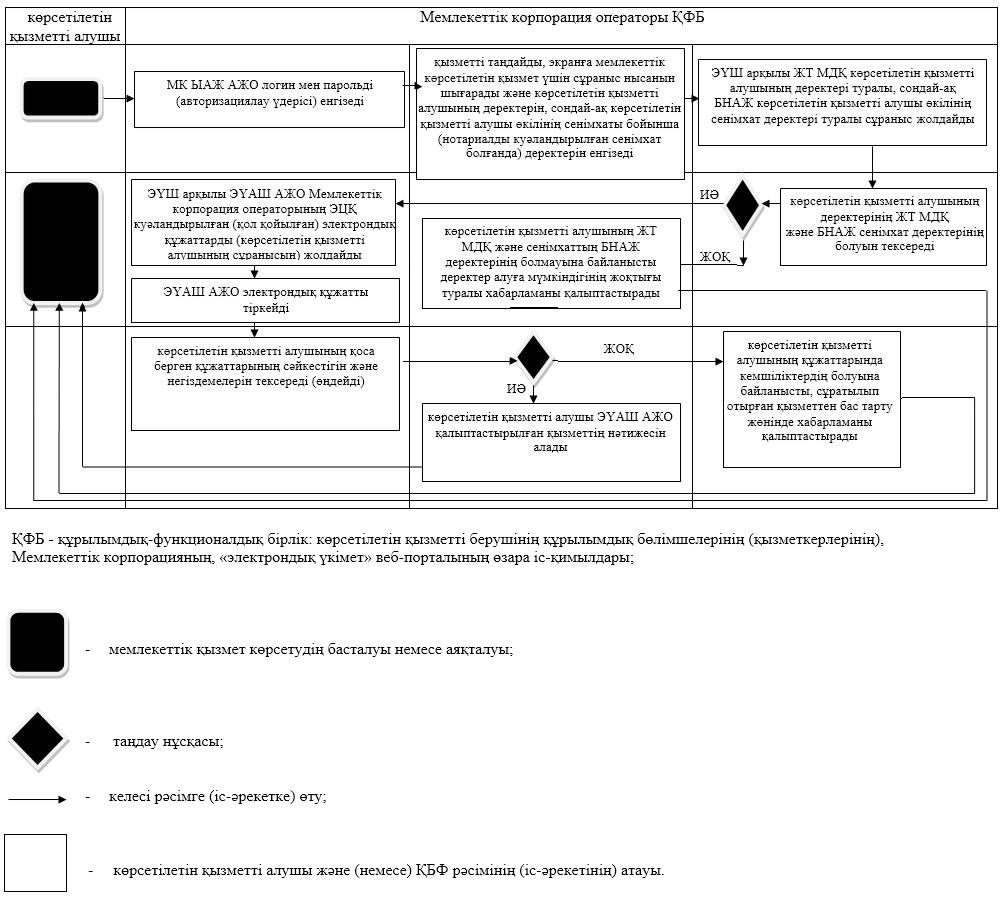 көрсетілетін
қызметті алушы
Мемлекеттік корпорация операторы ҚФБ
МК ЫАЖ АЖО логин мен парольді
(авторизациялау үдерісі) енгізеді
қызметті таңдайды, экранға мемлекеттік
көрсетілетін қызмет үшін сұраныс нысанын
шығарады және көрсетілетін қызметті
алушының деректерін, сондай-ақ көрсетілетін
қызметті алушы өкілінің сенімхаты бойынша
(нотариалды куәландырылған сенімхат
болғанда) деректерін енгізеді
ЭҮШ арқылы ЖТ МДҚ көрсетілетін қызметті
алушының деректері туралы, сондай-ақ
БНАЖ көрсетілетін қызметті алушы өкілінің
сенімхат деректері туралы сұраныс жолдайды
ЭҮШ арқылы ЭҮАШ АЖО Мемлекеттік
корпорация операторының ЭЦҚ
куәландырылған (қол қойылған) электрондық
құжаттарды (көрсетілетін қызметті
алушының сұранысын) жолдайды
ИӘ
көрсетілетін қызметті алушының
деректерінің ЖТ МДҚ
және БНАЖ сенімхат деректерінің
болуын тексереді
көрсетілетін қызметті алушының ЖТ
МДҚ және сенімхаттың БНАЖ
деректерінің болмауына байланысты
деректер алуға мүмкіндігінің жоқтығы
туралы хабарламаны қалыптастырады
ЖОҚ
ЭҮАШ АЖО электрондық құжатты
тіркейді
көрсетілетін қызметті алушының қоса
берген құжаттарының сәйкестігін және
негіздемелерін тексереді (өңдейді)
ЖОҚ
ИӘ
көрсетілетін қызметті
алушының құжаттарында
кемшіліктердің болуына
байланысты, сұратылып
отырған қызметтен бас тарту
жөнінде хабарламаны
қалыптастырады
көрсетілетін қызметті алушы ЭҮАШ АЖО
қалыптастырылған қызметтің нәтижесін
алады
ҚФБ - құрылымдық-функционалдық бірлік: көрсетілетін қызметті берушінің құрылымдық бөлімшелерінің (қызметкерлерінің),
Мемлекеттік корпорацияның, «электрондық үкімет» веб-порталының өзара іс-қимылдары;
- мемлекеттік қызмет көрсетудің басталуы немесе аяқталуы;
- таңдау нұсқасы;
- келесі рәсімге (іс-әрекетке) өту;
- көрсетілетін қызметті алушы және (немесе) ҚБФ рәсімінің (іс-әрекетінің) атауы.